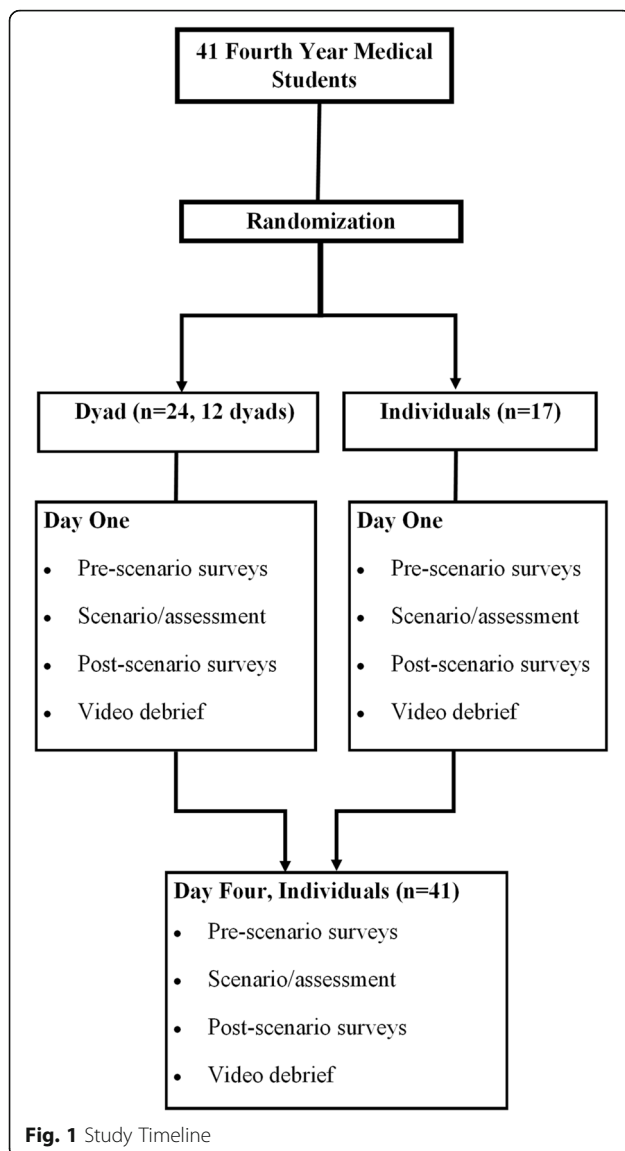 41 Fourth Year Medical
Students
Randomization
Dyad (n=24, 12 dyads)
Individuals (n=17)
Day One
• Pre-scenario surveys
• Scenario/assessment
• Post-scenario surveys
• Video debrief
Day One
• Pre-scenario surveys
• Scenario/assessment
• Post-scenario surveys
• Video debrief
Day Four, Individuals (n=41)
• Pre-scenario surveys
• Scenario/assessment
• Post-scenario surveys
• Video debrief
Fig. 1 Study Timeline